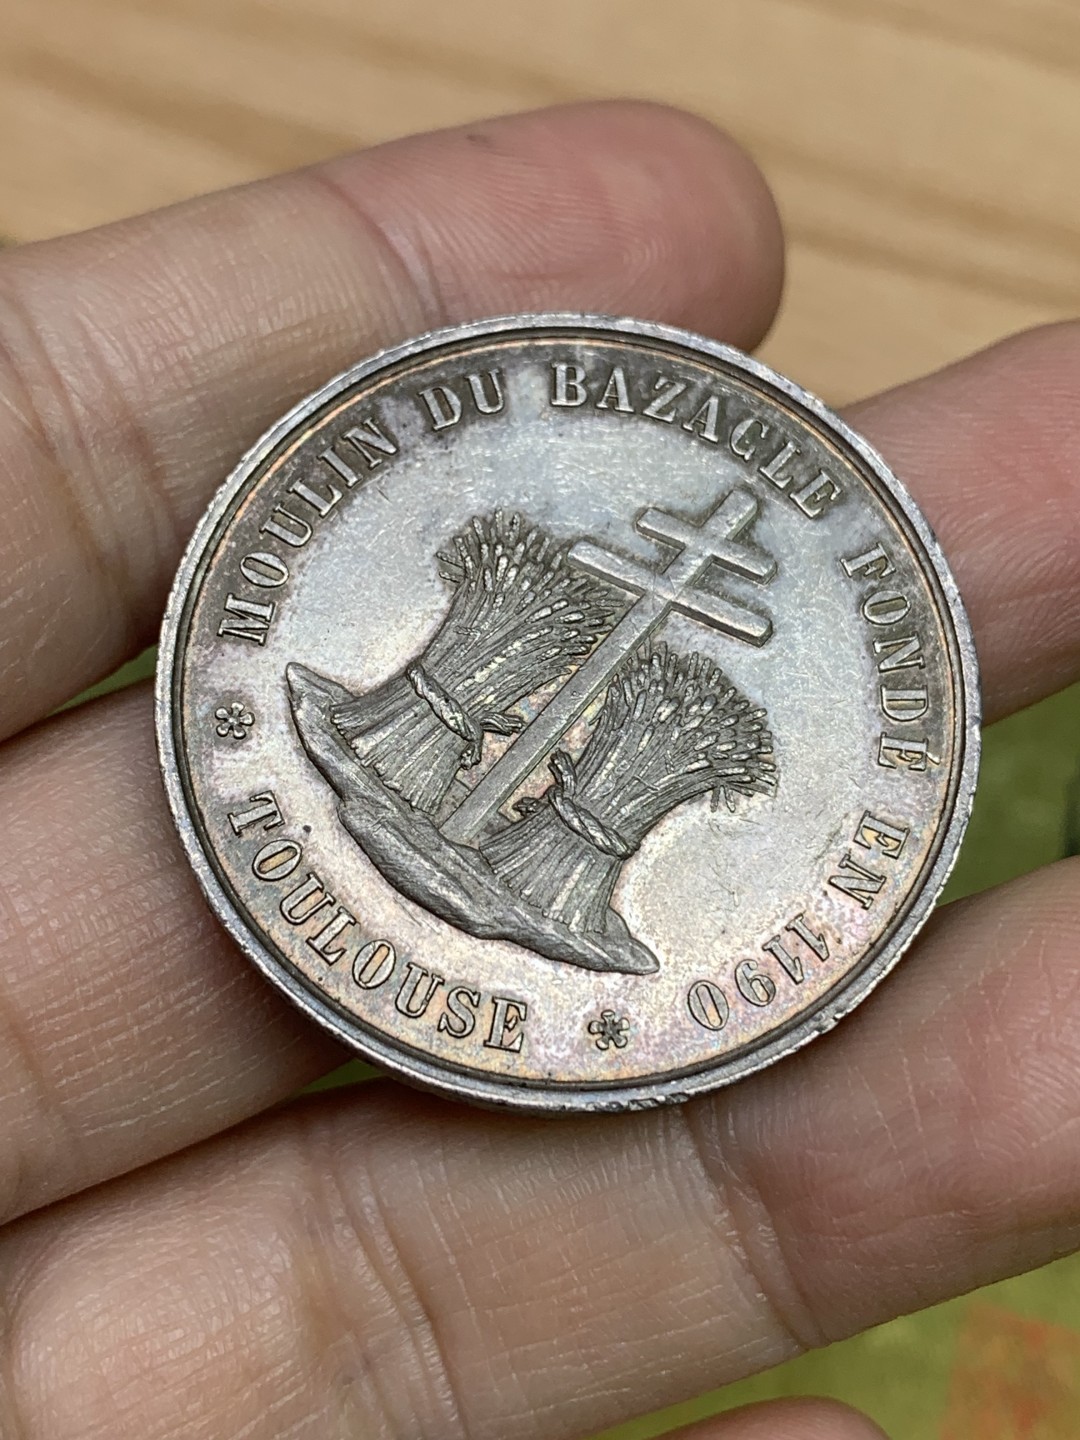 MOULIN DU BAZACLE FONDÉ EN 1190
TOULOUSE